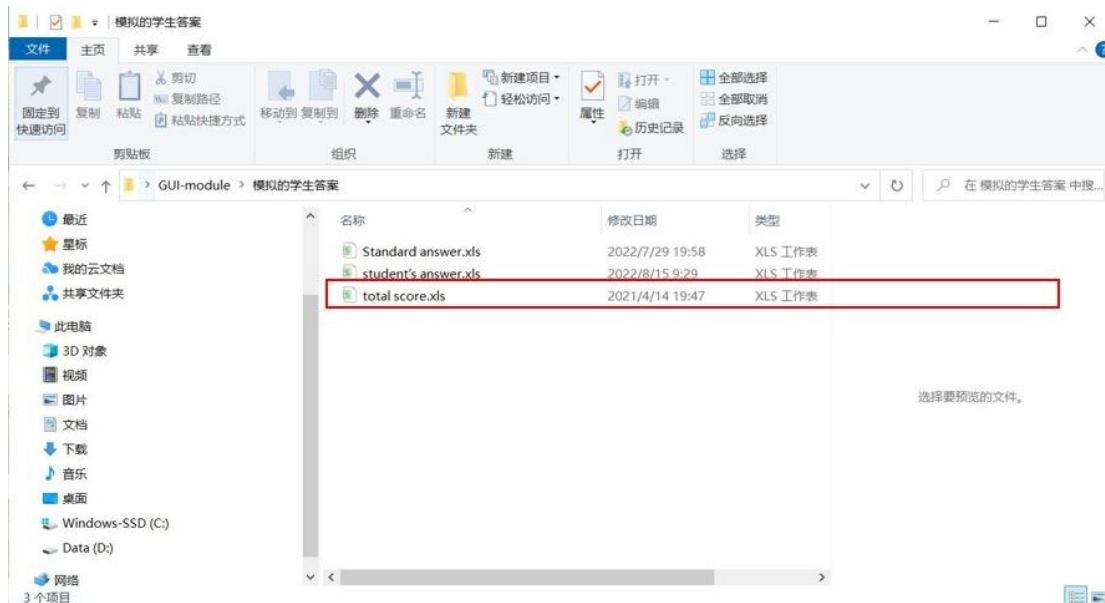 模拟的学生答案
文件 主页 共享 查看
固定到
快速访问
复制
粘贴
剪切
复制路径
粘贴快捷方式
剪贴板
移动到 复制到 删除 重命名
组织
新建
文件夹
新建项目
轻松访问
新建
属性
打开
编辑
历史记录
打开
全部选择
全部取消
反向选择
选择
GUI-module > 模拟的学生答案
在 模拟的学生答案 中搜...
最近
星标
我的云文档
共享文件夹
此电脑
3D 对象
视频
图片
文档
下载
音乐
桌面
Windows-SSD (C:)
Data (D:)
网络
名称 修改日期 类型
Standard answer.xls 2022/7/29 19:58 XLS 工作表
student's answer.xls 2022/8/15 9:29 XLS 工作表
total score.xls 2021/4/14 19:47 XLS 工作表
选择要预览的文件。
3 个项目